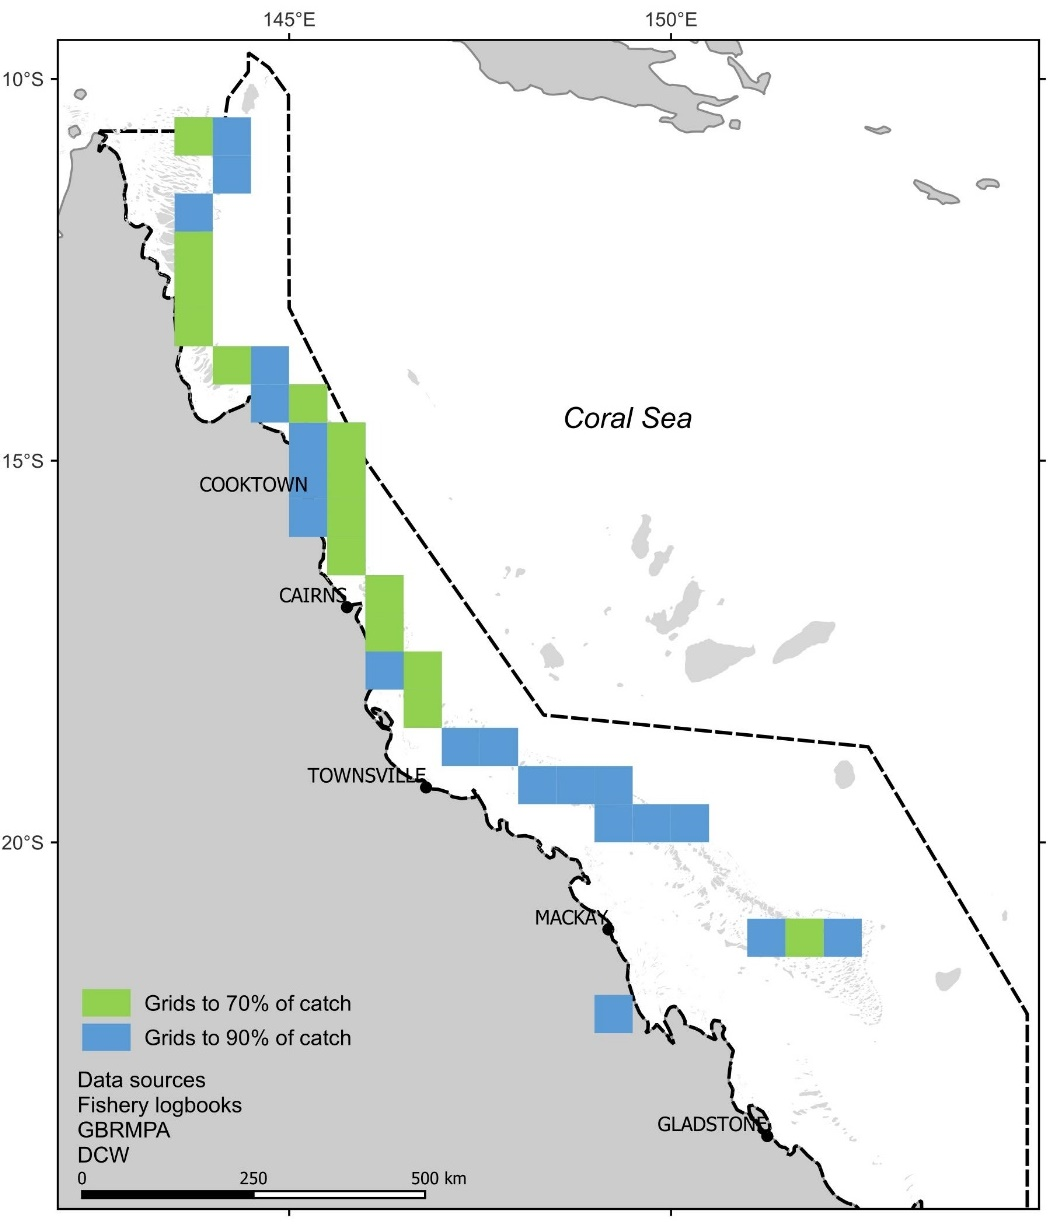 145°E 150°E
10°S
Coral Sea
15°S
COOKTOWN
CAIRNS
TOWNSVILLE
20°S
MACKAY
Grids to 70% of catch
Grids to 90% of catch
Data sources
Fishery logbooks
GBRMPA
GLADSTONE
DCW
0 250 500 km